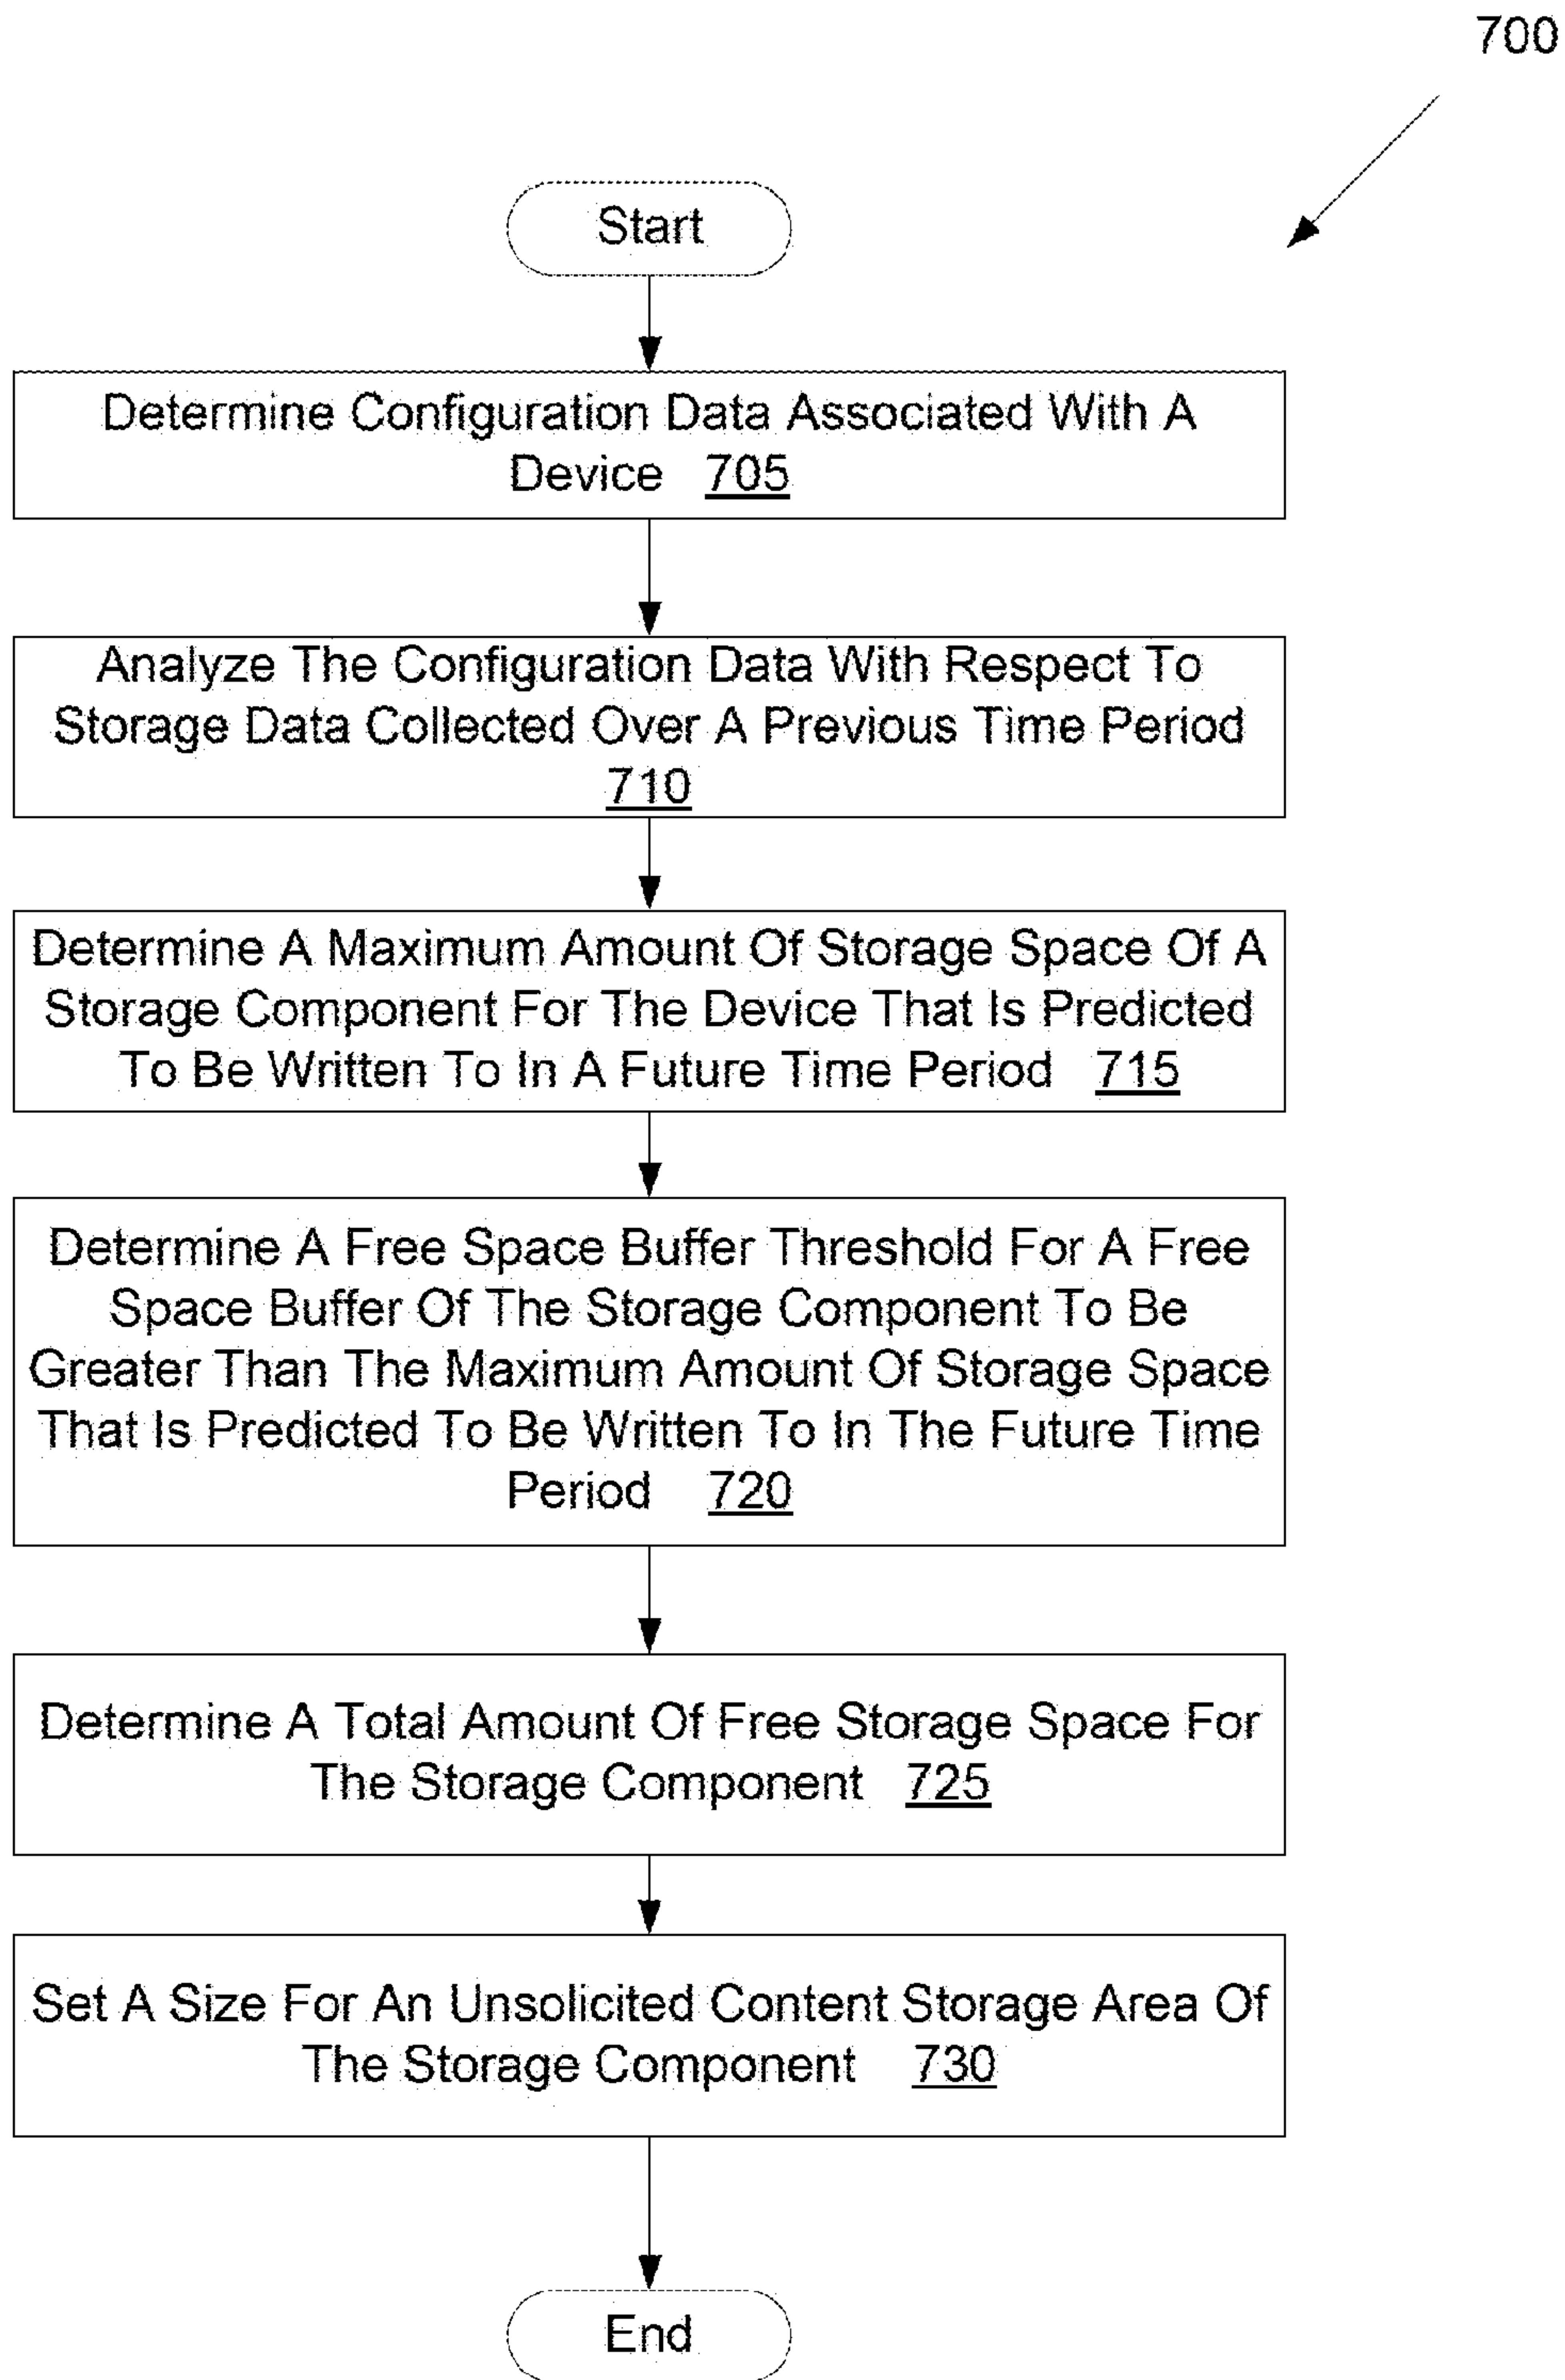 700
Start
Determine Configuration Data Associated With A
Device 705
Analyze The Configuration Data With Respect To
Storage Data Collected Over A Previous Time Period
710
Determine A Maximum Amount Of Storage Space Of A
Storage Component For The Device That Is Predicted
To Be Written To In A Future Time Period 715
Determine A Free Space Buffer Threshold For A Free
Space Buffer Of The Storage Component To Be
Greater Than The Maximum Amount Of Storage Space
That Is Predicted To Be Written To In The Future Time
Period 720
Determine A Total Amount Of Free Storage Space For
The Storage Component 725
Set A Size For An Unsolicited Content Storage Area Of
The Storage Component 730
End